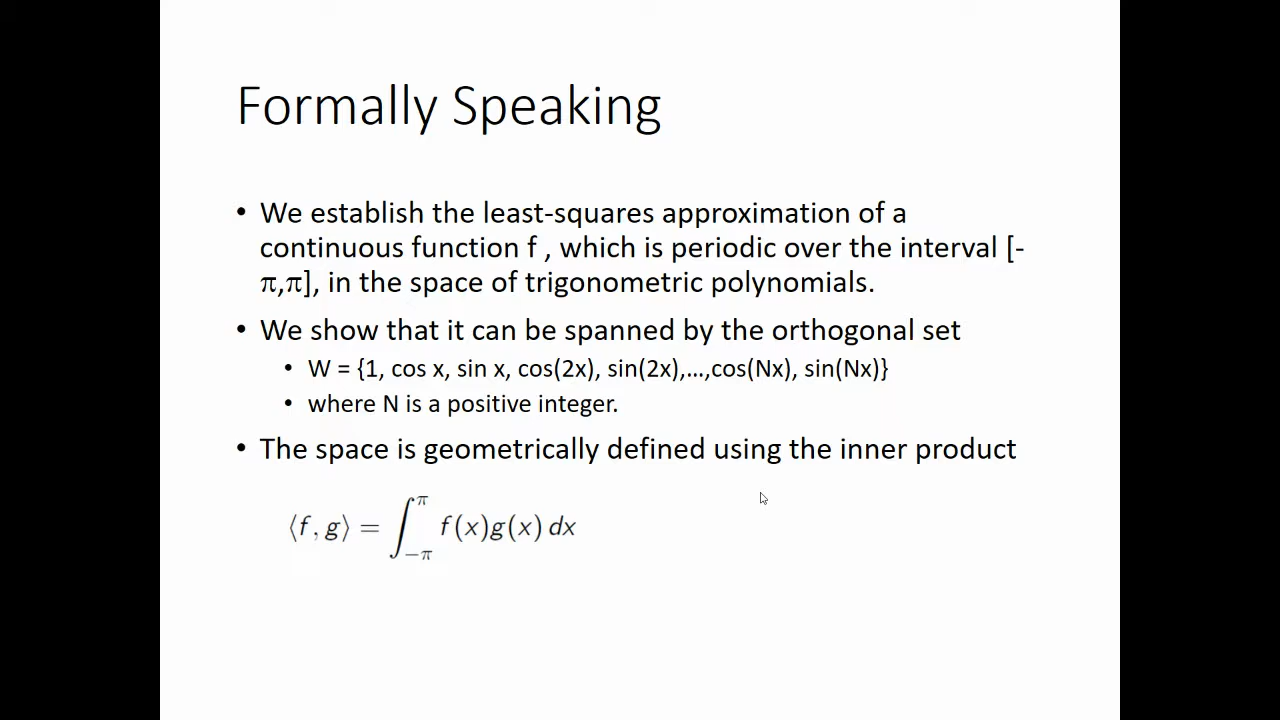 Formally Speaking
• We establish the least-squares approximation of a
continuous function f , which is periodic over the interval [-
π,π], in the space of trigonometric polynomials.
• We show that it can be spanned by the orthogonal set
• W = {1, cos x, sin x, cos(2x), sin(2x),…,cos(Nx), sin(Nx)}
• where N is a positive integer.
• The space is geometrically defined using the inner product
⟨f, g⟩ = ∫_{−π}^{π} f(x)g(x) dx